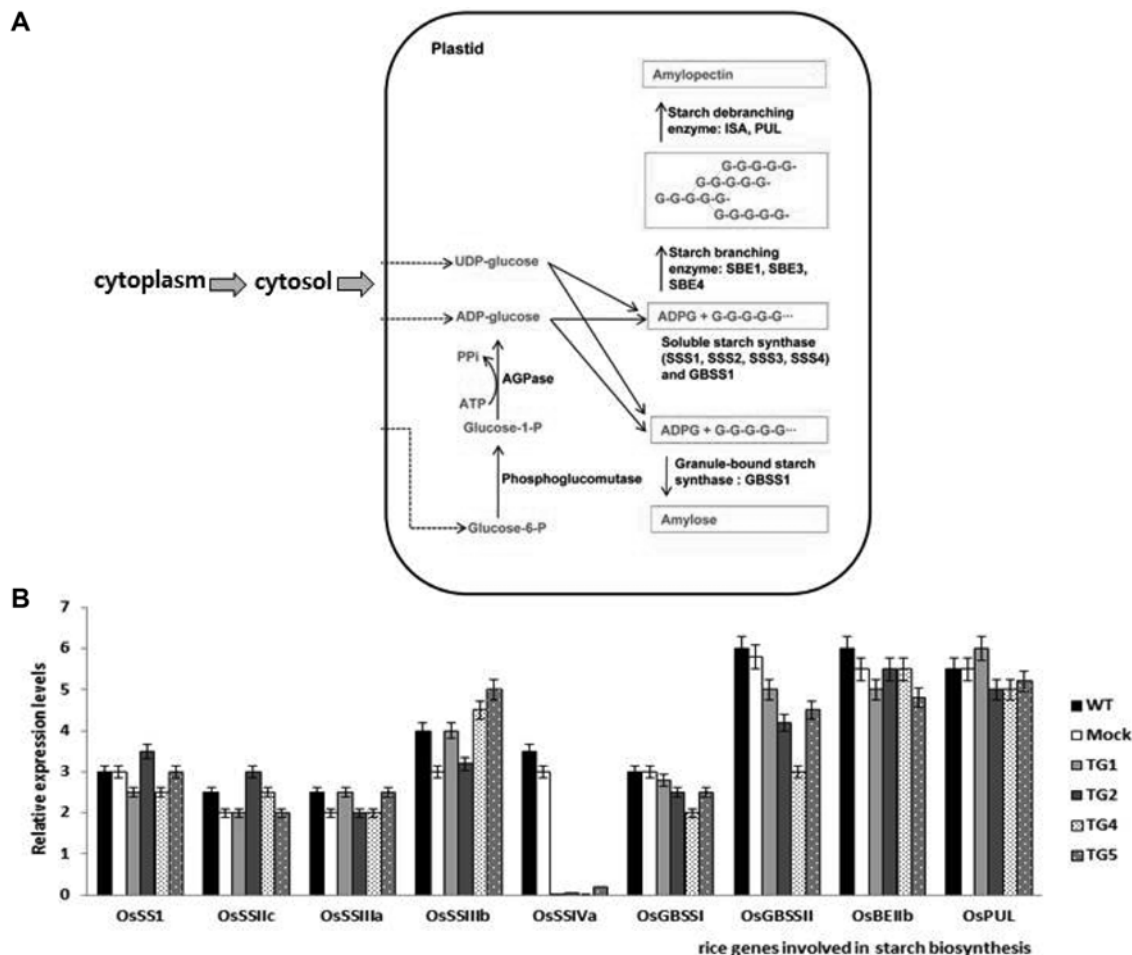 A
Plastid
Amylopectin
Starch debranching
enzyme: ISA, PUL
G-G-G-G-G-
G-G-G-G-G-
G-G-G-G-G-
G-G-G-G-G-
Starch branching
enzyme: SBE1, SBE3,
SBE4
cytoplasm
cytosol
UDP-glucose
ADP-glucose
ADPG + G-G-G-G-G···
Soluble starch synthase
(SSS1, SSS2, SSS3, SSS4)
and GBSS1
PPi
AGPase
ATP
Glucose-1-P
ADPG + G-G-G-G-G···
Phosphoglucomutase
Granule-bound starch
synthase : GBSS1
Glucose-6-P
Amylose
B
Relative expression levels
7
6
5
4
3
2
1
0
OsSS1
OsSSIIc
OsSSIIIa
OsSSIIIb
OsSSIVa
OsGBSSI
OsGBSSII
OsBEIIb
OsPUL
rice genes involved in starch biosynthesis
WT
Mock
TG1
TG2
TG4
TG5